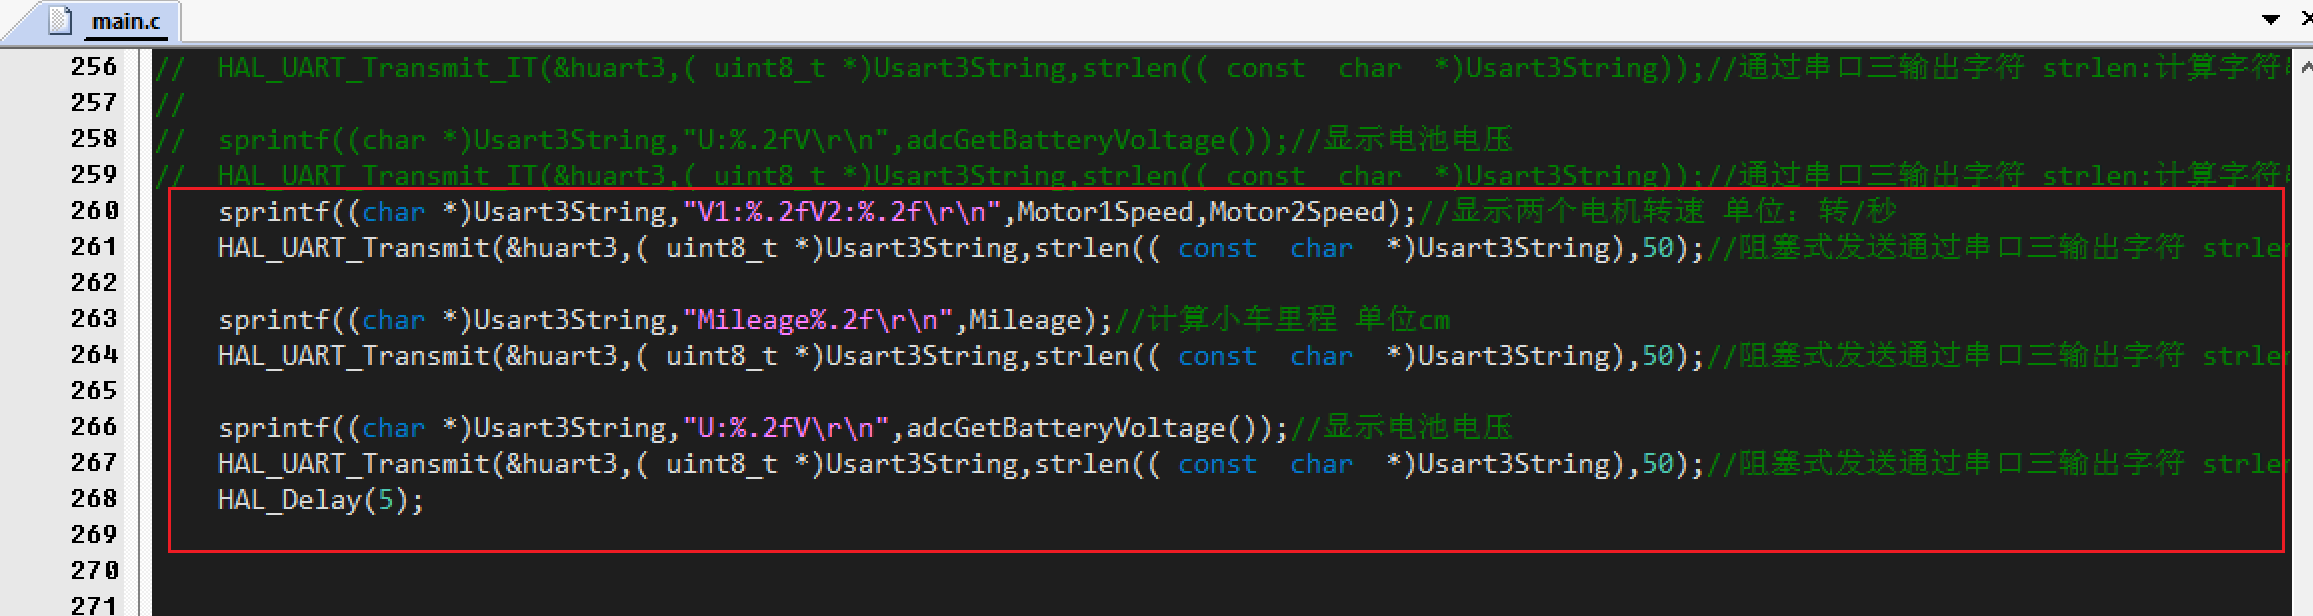 main.c
256 //  HAL_UART_Transmit_IT(&huart3,( uint8_t *)Usart3String,strlen(( const  char  *)Usart3String));//通过串口三输出字符 strlen:计算字符
257 //
258 //  sprintf((char *)Usart3String,"U:%.2fV\r\n",adcGetBatteryVoltage());//显示电池电压
259 //  HAL_UART_Transmit_IT(&huart3,( uint8_t *)Usart3String,strlen(( const  char  *)Usart3String));//通过串口三输出字符 strlen:计算字符
260     sprintf((char *)Usart3String,"V1:%.2fV2:%.2f\r\n",Motor1Speed,Motor2Speed);//显示两个电机转速 单位：转/秒
261     HAL_UART_Transmit(&huart3,( uint8_t *)Usart3String,strlen(( const  char  *)Usart3String),50);//阻塞式发送通过串口三输出字符 strle
262
263     sprintf((char *)Usart3String,"Mileage%.2f\r\n",Mileage);//计算小车里程 单位cm
264     HAL_UART_Transmit(&huart3,( uint8_t *)Usart3String,strlen(( const  char  *)Usart3String),50);//阻塞式发送通过串口三输出字符 strle
265
266     sprintf((char *)Usart3String,"U:%.2fV\r\n",adcGetBatteryVoltage());//显示电池电压
267     HAL_UART_Transmit(&huart3,( uint8_t *)Usart3String,strlen(( const  char  *)Usart3String),50);//阻塞式发送通过串口三输出字符 strle
268     HAL_Delay(5);
269
270
271